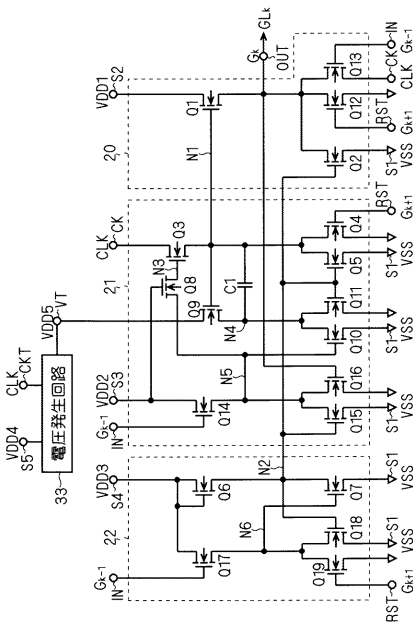 GLk
Gk
OUT
IN
Gk-1
CK
CLK
Q13
Q12
RST
Gk+1
VDD1
S2
20
Q1
N1
Q2
S1
VSS
RST
Gk+1
CLK
CK
21
Q3
N3
Q8
Q9
C1
N4
Q4
Q5
S1
VSS
Q11
Q10
S1
VSS
VDD5
VT
CLK
CKT
VDD4
S5
電圧発生回路
33
VDD2
S3
Gk-1
IN
Q14
N5
Q16
Q15
S1
VSS
N2
VDD3
S4
22
Q6
Q7
S1
VSS
N6
Q17
Gk-1
IN
Q18
Q19
S1
VSS
RST
Gk+1